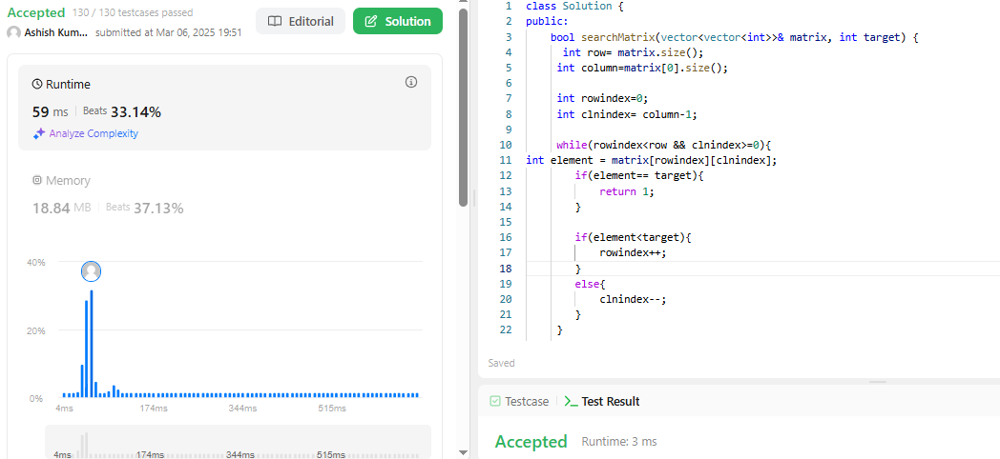 Accepted 130 / 130 testcases passed
Ashish Kum... submitted at Mar 06, 2025 19:51
Editorial
Solution
Runtime
59 ms Beats 33.14%
Analyze Complexity
Memory
18.84 MB Beats 37.13%
40%
20%
0%
4ms 174ms 344ms 515ms
4ms 174ms 344ms 515ms
1 class Solution {
2 public:
3     bool searchMatrix(vector<vector<int>>& matrix, int target) {
4       int row= matrix.size();
5      int column=matrix[0].size();
6
7      int rowindex=0;
8      int clnindex= column-1;
9
10      while(rowindex<row && clnindex>=0){
11 int element = matrix[rowindex][clnindex];
12         if(element== target){
13             return 1;
14         }
15
16         if(element<target){
17             rowindex++;
18         }
19         else{
20             clnindex--;
21         }
22      }
Saved
Testcase
Test Result
Accepted Runtime: 3 ms